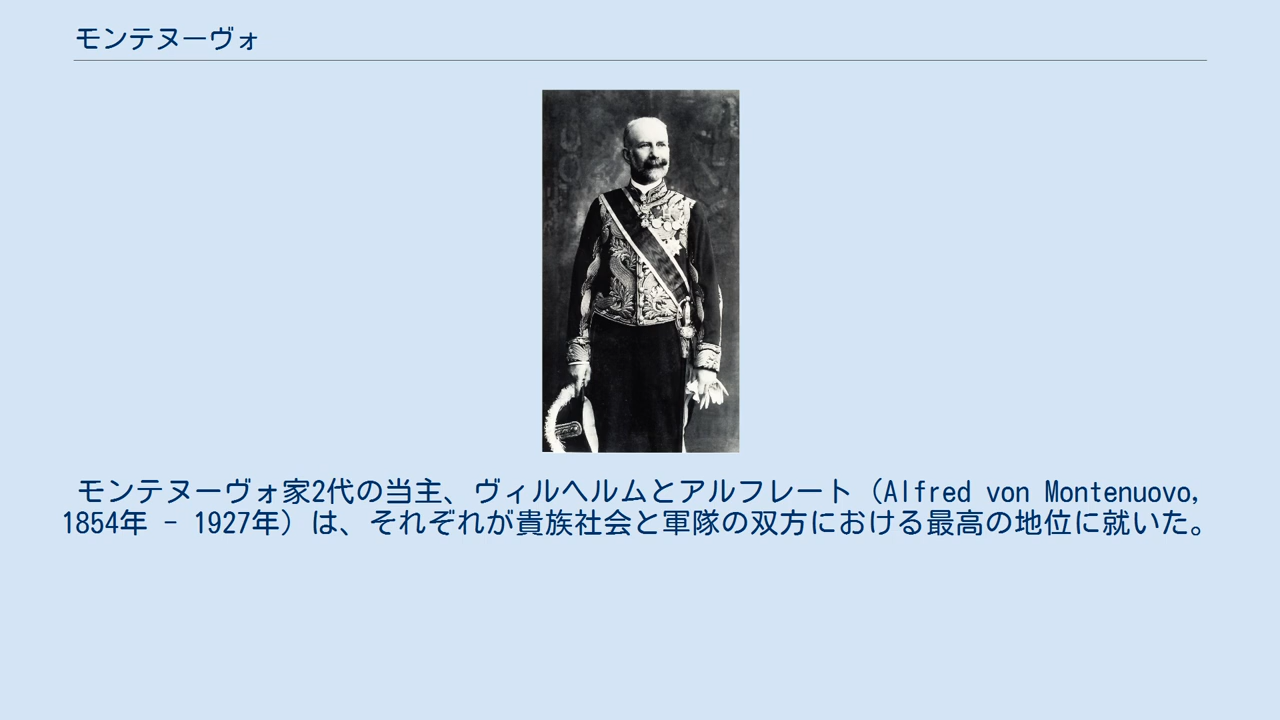 モンテヌーヴォ
モンテヌーヴォ家2代の当主、ヴィルヘルムとアルフレート（Alfred von Montenuovo,
1854年 - 1927年）は、それぞれが貴族社会と軍隊の双方における最高の地位に就いた。